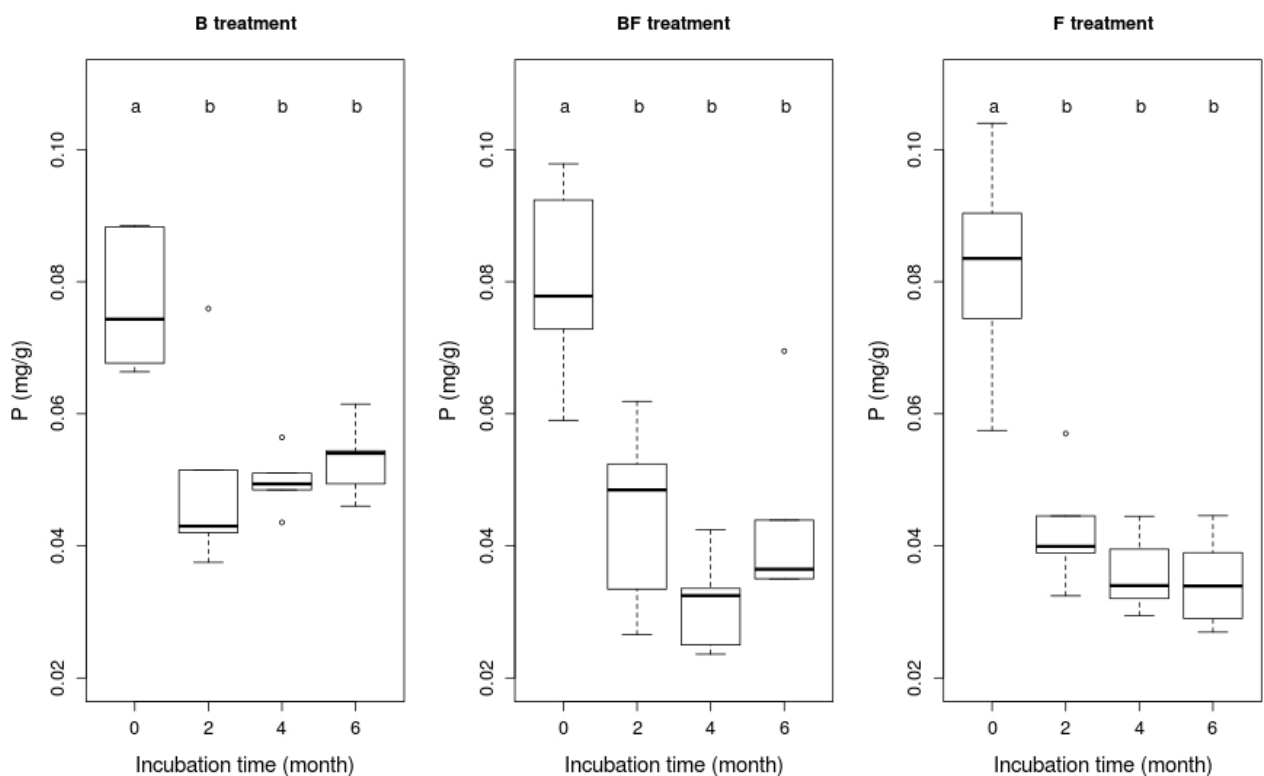 B treatment
a b b b
P (mg/g)
0.10
0.08
0.06
0.04
0.02
0 2 4 6
Incubation time (month)
BF treatment
a b b b
P (mg/g)
0.10
0.08
0.06
0.04
0.02
0 2 4 6
Incubation time (month)
F treatment
a b b b
P (mg/g)
0.10
0.08
0.06
0.04
0.02
0 2 4 6
Incubation time (month)